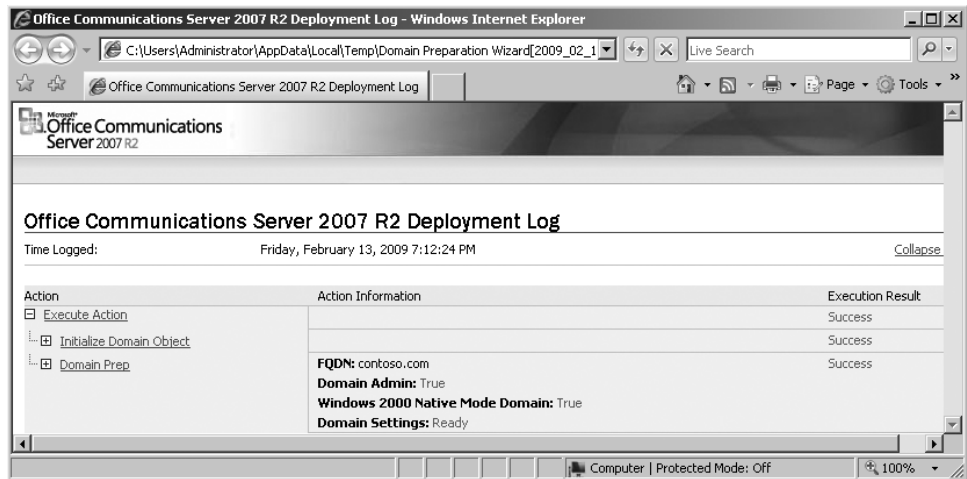 Office Communications Server 2007 R2 Deployment Log - Windows Internet Explorer
C:\Users\Administrator\AppData\Local\Temp\Domain Preparation Wizard[2009_02_1
Live Search
Office Communications Server 2007 R2 Deployment Log
Page
Tools
Microsoft
Office Communications
Server 2007 R2
Office Communications Server 2007 R2 Deployment Log
Time Logged: Friday, February 13, 2009 7:12:24 PM Collapse
Action Action Information Execution Result
Execute Action Success
Initialize Domain Object Success
Domain Prep FQDN: contoso.com Success
Domain Admin: True
Windows 2000 Native Mode Domain: True
Domain Settings: Ready
Computer | Protected Mode: Off 100%